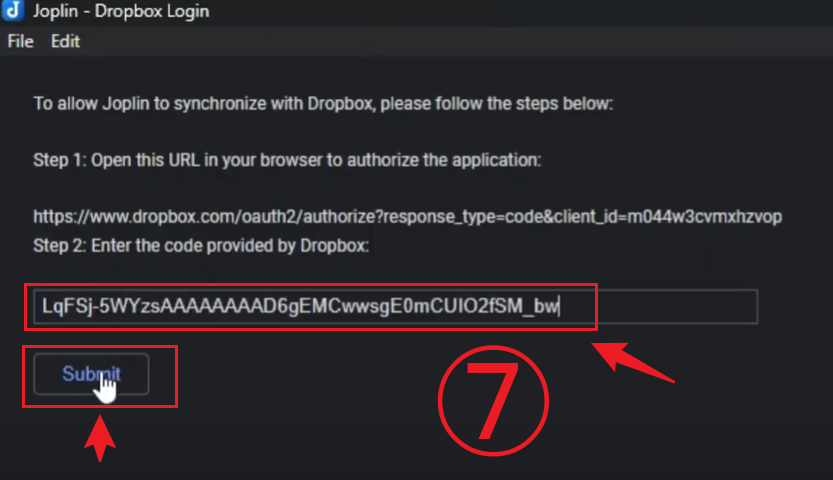 Joplin - Dropbox Login
File Edit
To allow Joplin to synchronize with Dropbox, please follow the steps below:
Step 1: Open this URL in your browser to authorize the application:
https://www.dropbox.com/oauth2/authorize?response_type=code&client_id=m044w3cvmxhzvop
Step 2: Enter the code provided by Dropbox:
LqFSj-5WYzsAAAAAAAAD6gEMCwwsgE0mCUIO2fSM_bw
Submit
⑦